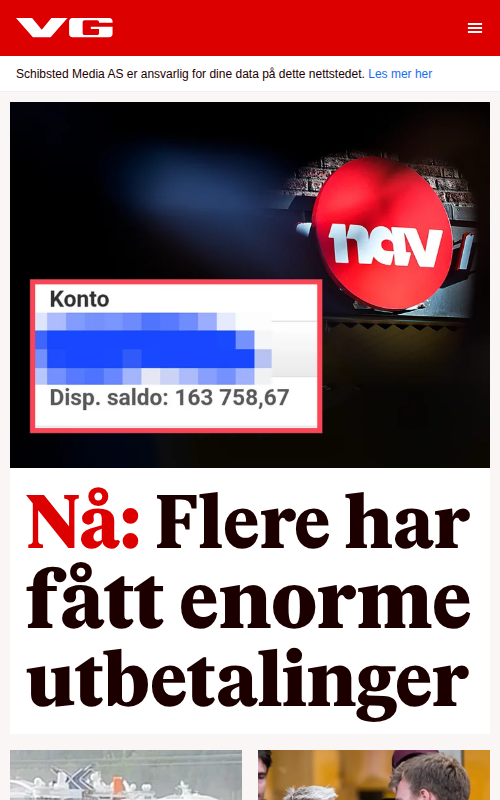 VG
Schibsted Media AS er ansvarlig for dine data på dette nettstedet. Les mer her
nav
Konto
Disp. saldo: 163 758,67
Nå: Flere har
fått enorme
utbetalinger